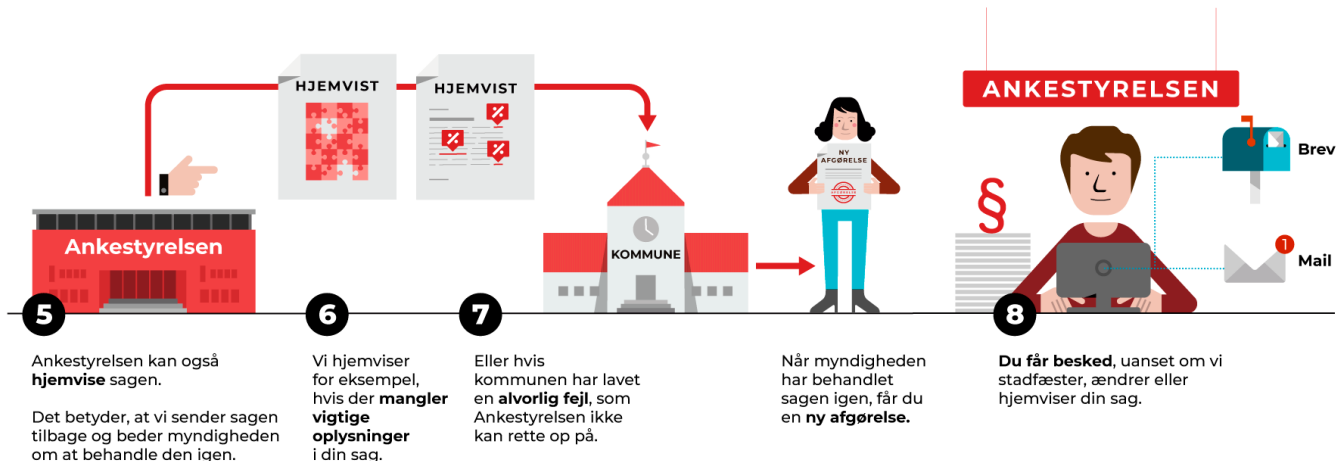 HJEMVIST
HJEMVIST
ANKESTYRELSEN
NY
AFGØRELSE
AFGØRELSE
§
1
Brev
Mail
Ankestyrelsen
KOMMUNE
5
Ankestyrelsen kan også
hjemvise sagen.
Det betyder, at vi sender sagen
tilbage og beder myndigheden
om at behandle den igen.
6
Vi hjemviser
for eksempel,
hvis der mangler
vigtige
oplysninger
i din sag.
7
Eller hvis
kommunen har lavet
en alvorlig fejl, som
Ankestyrelsen ikke
kan rette op på.
Når myndigheden
har behandlet
sagen igen, får du
en ny afgørelse.
8
Du får besked, uanset om vi
stadfæster, ændrer eller
hjemviser din sag.